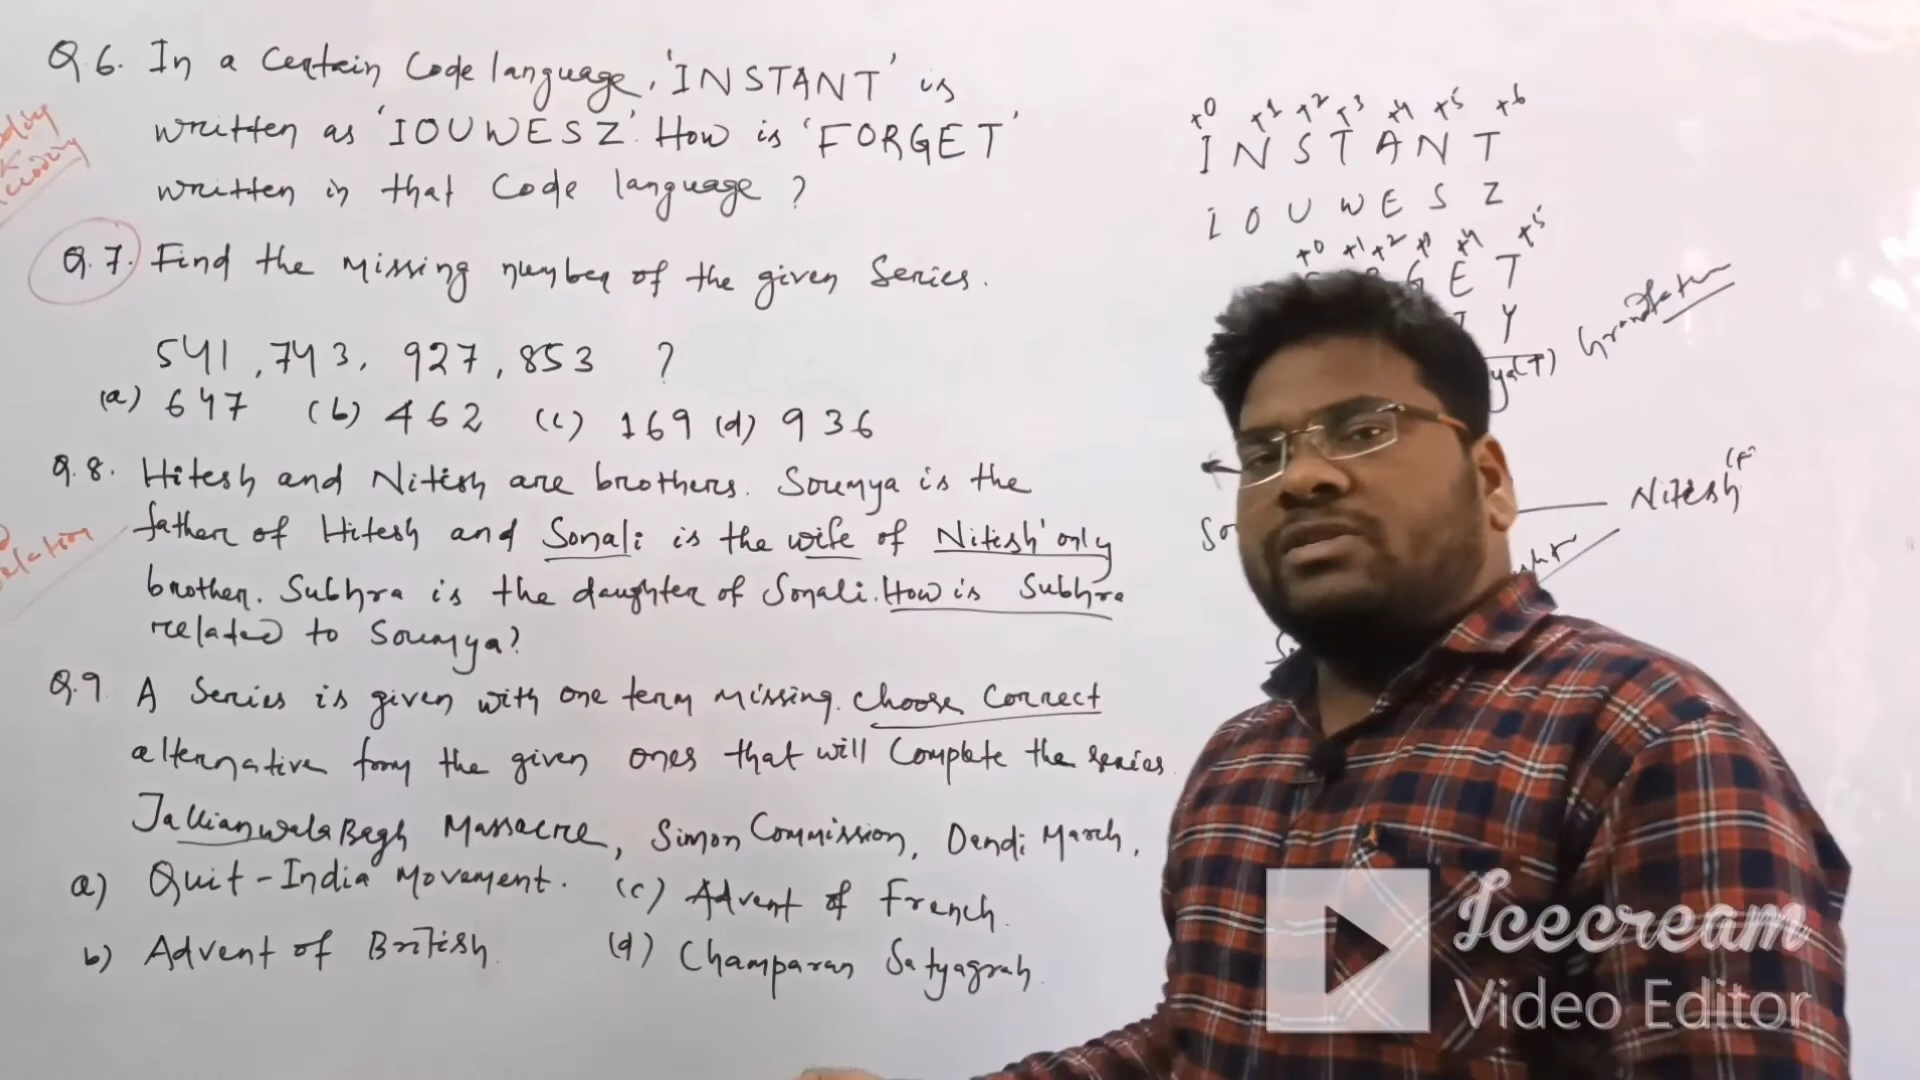 Q.6. In a Certain Code language, 'INSTANT' is
written as 'IOUWESZ'. How is 'FORGET'
written in that Code language ?
Q.7. Find the Missing number of the given Series.
541, 743, 927, 853 ?
(a) 647 (b) 462 (c) 169 (d) 936
Q.8. Hitesh and Nitish are brothers. Soumya is the
father of Hitesh and Sonali is the wife of Nitish' only
brother. Subhra is the daughter of Sonali. How is Subhra
related to Soumya?
Q.9 A Series is given with one term missing. Choose Correct
alternative from the given ones that will Complete the series
Jallianwala Bagh Massacre, Simon Commission, Dandi March,
a) Quit-India Movement. (c) Advent of French.
b) Advent of British (d) Champaran Satyagrah.
+0 +1 +2 +3 +4 +5 +6
I N S T A N T
I O U W E S Z
+0 +1 +2 +3 +4 +5
G E T
I Y
Grandfather
Nitesh
Icecream
Video Editor